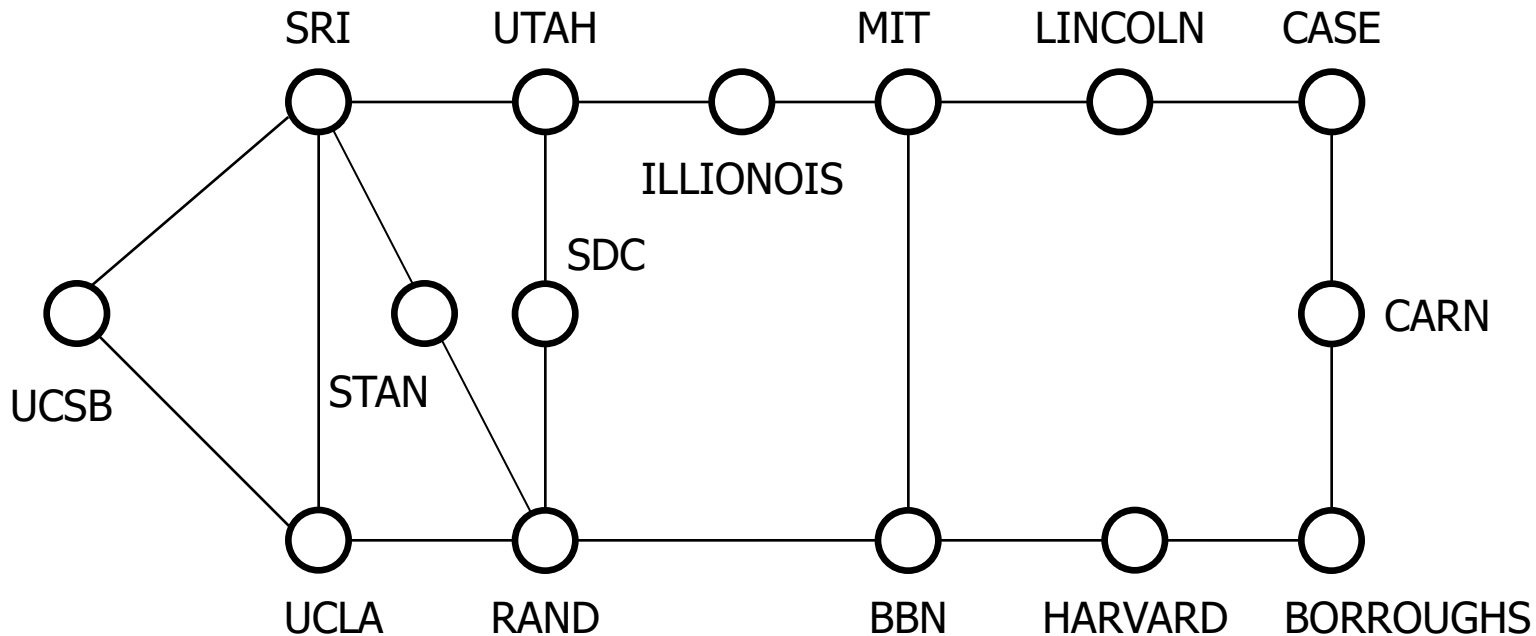 SRI
UTAH
MIT
LINCOLN
CASE
ILLIONOIS
SDC
CARN
STAN
UCSB
UCLA
RAND
BBN
HARVARD
BORROUGHS